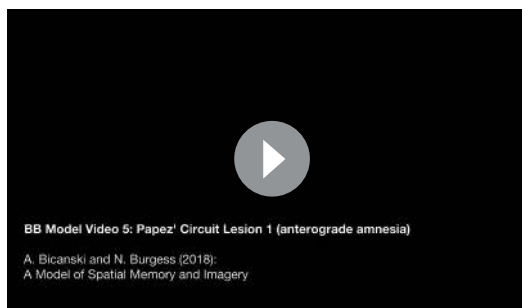 BB Model Video 5: Papez' Circuit Lesion 1 (anterograde amnesia)
A. Bicanski and N. Burgess (2018):
A Model of Spatial Memory and Imagery